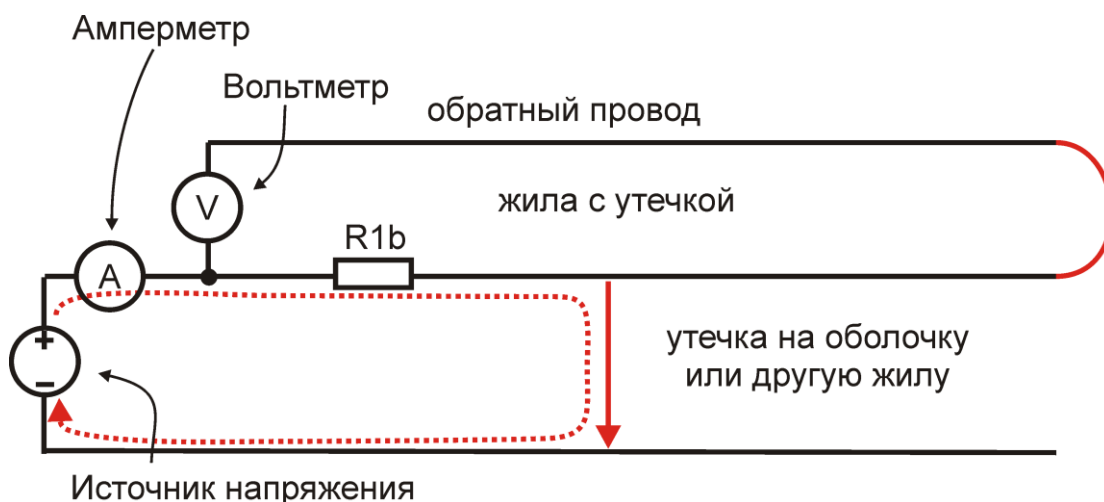 Амперметр
Вольтметр
обратный провод
V
жила с утечкой
R1b
A
+
−
утечка на оболочку
или другую жилу
Источник напряжения